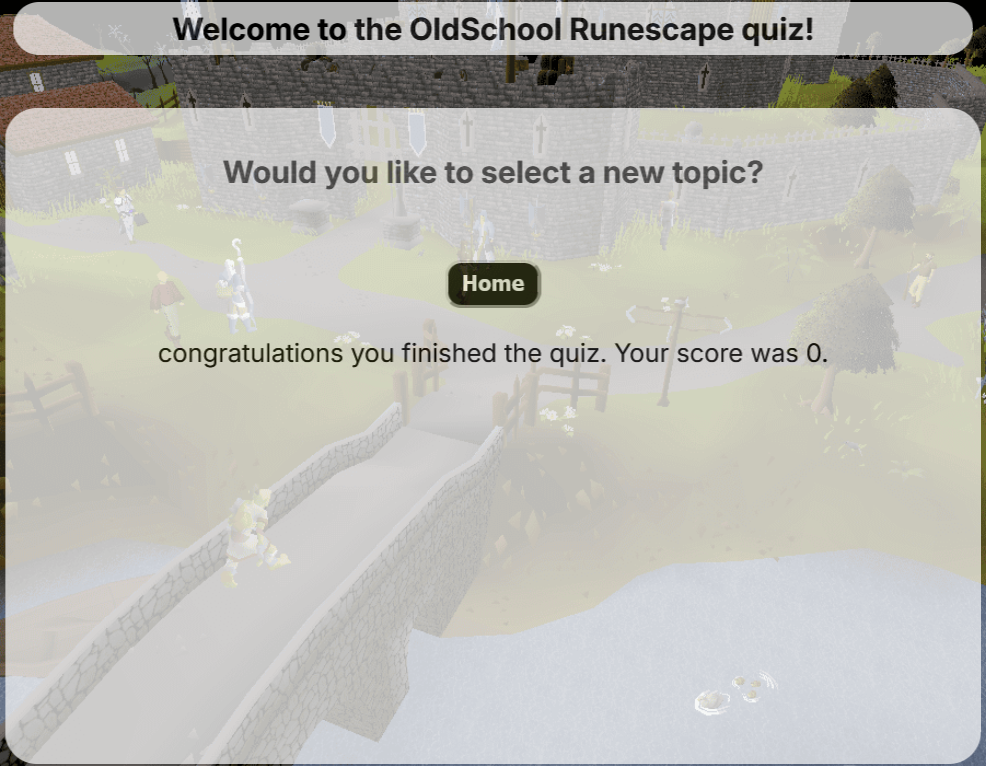 Welcome to the OldSchool Runescape quiz!
Would you like to select a new topic?
Home
congratulations you finished the quiz. Your score was 0.